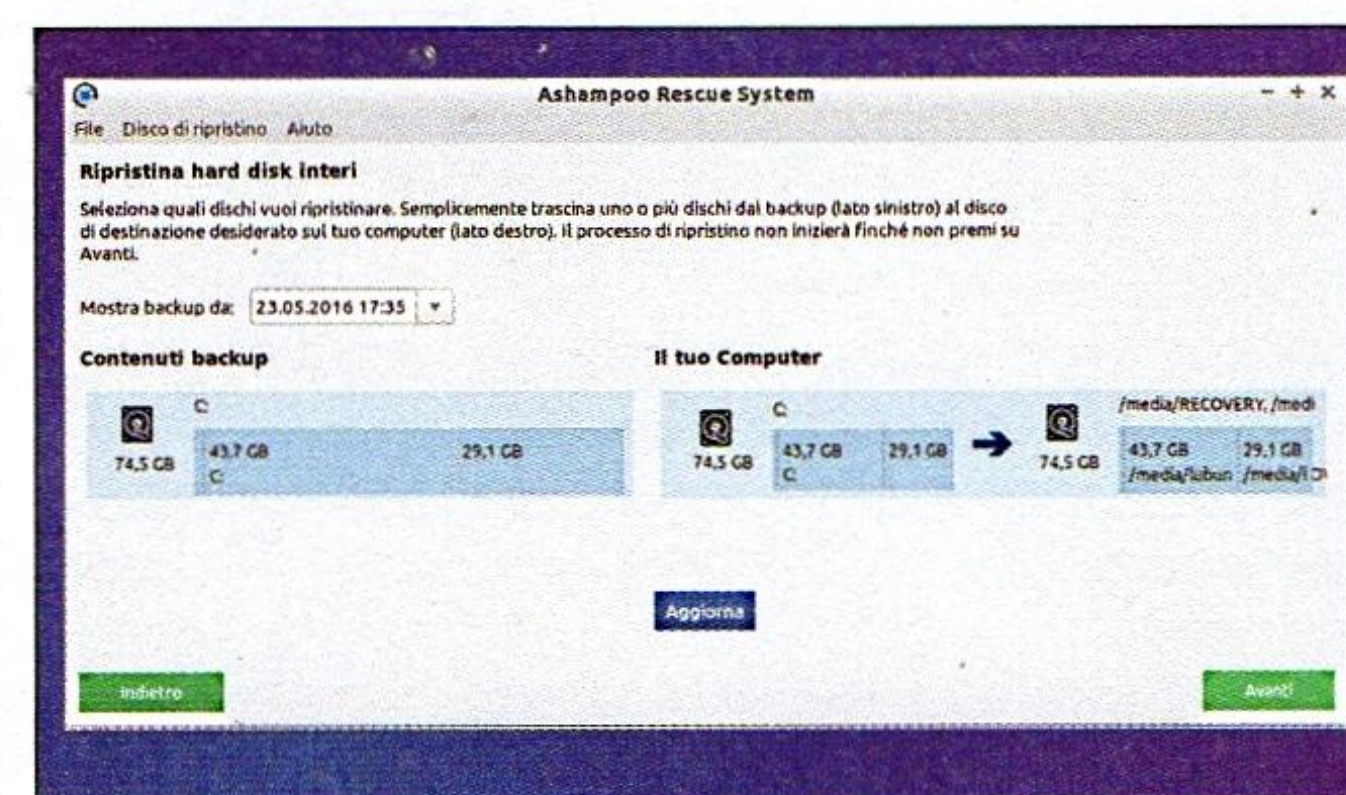 Ashampoo Rescue System
File Disco di ripristino Aiuto
Ripristina hard disk interi
Seleziona quali dischi vuoi ripristinare. Semplicemente trascina uno o più dischi dal backup (lato sinistro) al disco
di destinazione desiderato sul tuo computer (lato destro). Il processo di ripristino non inizierà finché non premi su
Avanti.
Mostra backup da: 23.05.2016 17:35
Contenuti backup
Il tuo Computer
C:
43,7 GB 29,1 GB
74,5 GB
C:
C:
43,7 GB 29,1 GB
74,5 GB
C:
/media/RECOVERY, /medi
43,7 GB 29,1 GB
74,5 GB
/media/lubun
Aggiorna
Indietro
Avanti